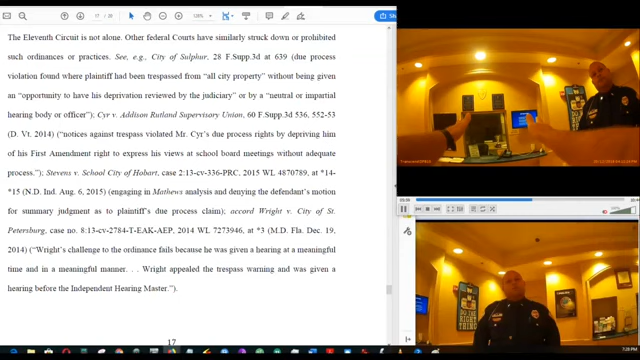 The Eleventh Circuit is not alone. Other federal Courts have similarly struck down or prohibited
such ordinances or practices. See, e.g., City of Sulphur, 28 F.Supp.3d at 639 (due process
violation found where plaintiff had been trespassed from “all city property” without being given
an “opportunity to have his deprivation reviewed by the judiciary” or by a “neutral or impartial
hearing body or officer”); Cyr v. Addison Rutland Supervisory Union, 60 F.Supp.3d 536, 552-53
(D. Vt. 2014) (“notices against trespass violated Mr. Cyr’s due process rights by depriving him
of his First Amendment right to express his views at school board meetings without adequate
process.”); Stevens v. School City of Hobart, case 2:13-cv-336-PRC, 2015 WL 4870789, at *14-
*15 (N.D. Ind. Aug. 6, 2015) (engaging in Mathews analysis and denying the defendant’s motion
for summary judgment as to plaintiff’s due process claim); accord Wright v. City of St.
Petersburg, case no. 8:13-cv-2784-T-EAK-AEP, 2014 WL 7273946, at *3 (M.D. Fla. Dec. 19,
2014) (“Wright’s challenge to the ordinance fails because he was given a hearing at a meaningful
time and in a meaningful manner. . . Wright appealed the trespass warning and was given a
hearing before the Independent Hearing Master.”).
17
Share
DO THE
RIGHT
THING
7:29 PM